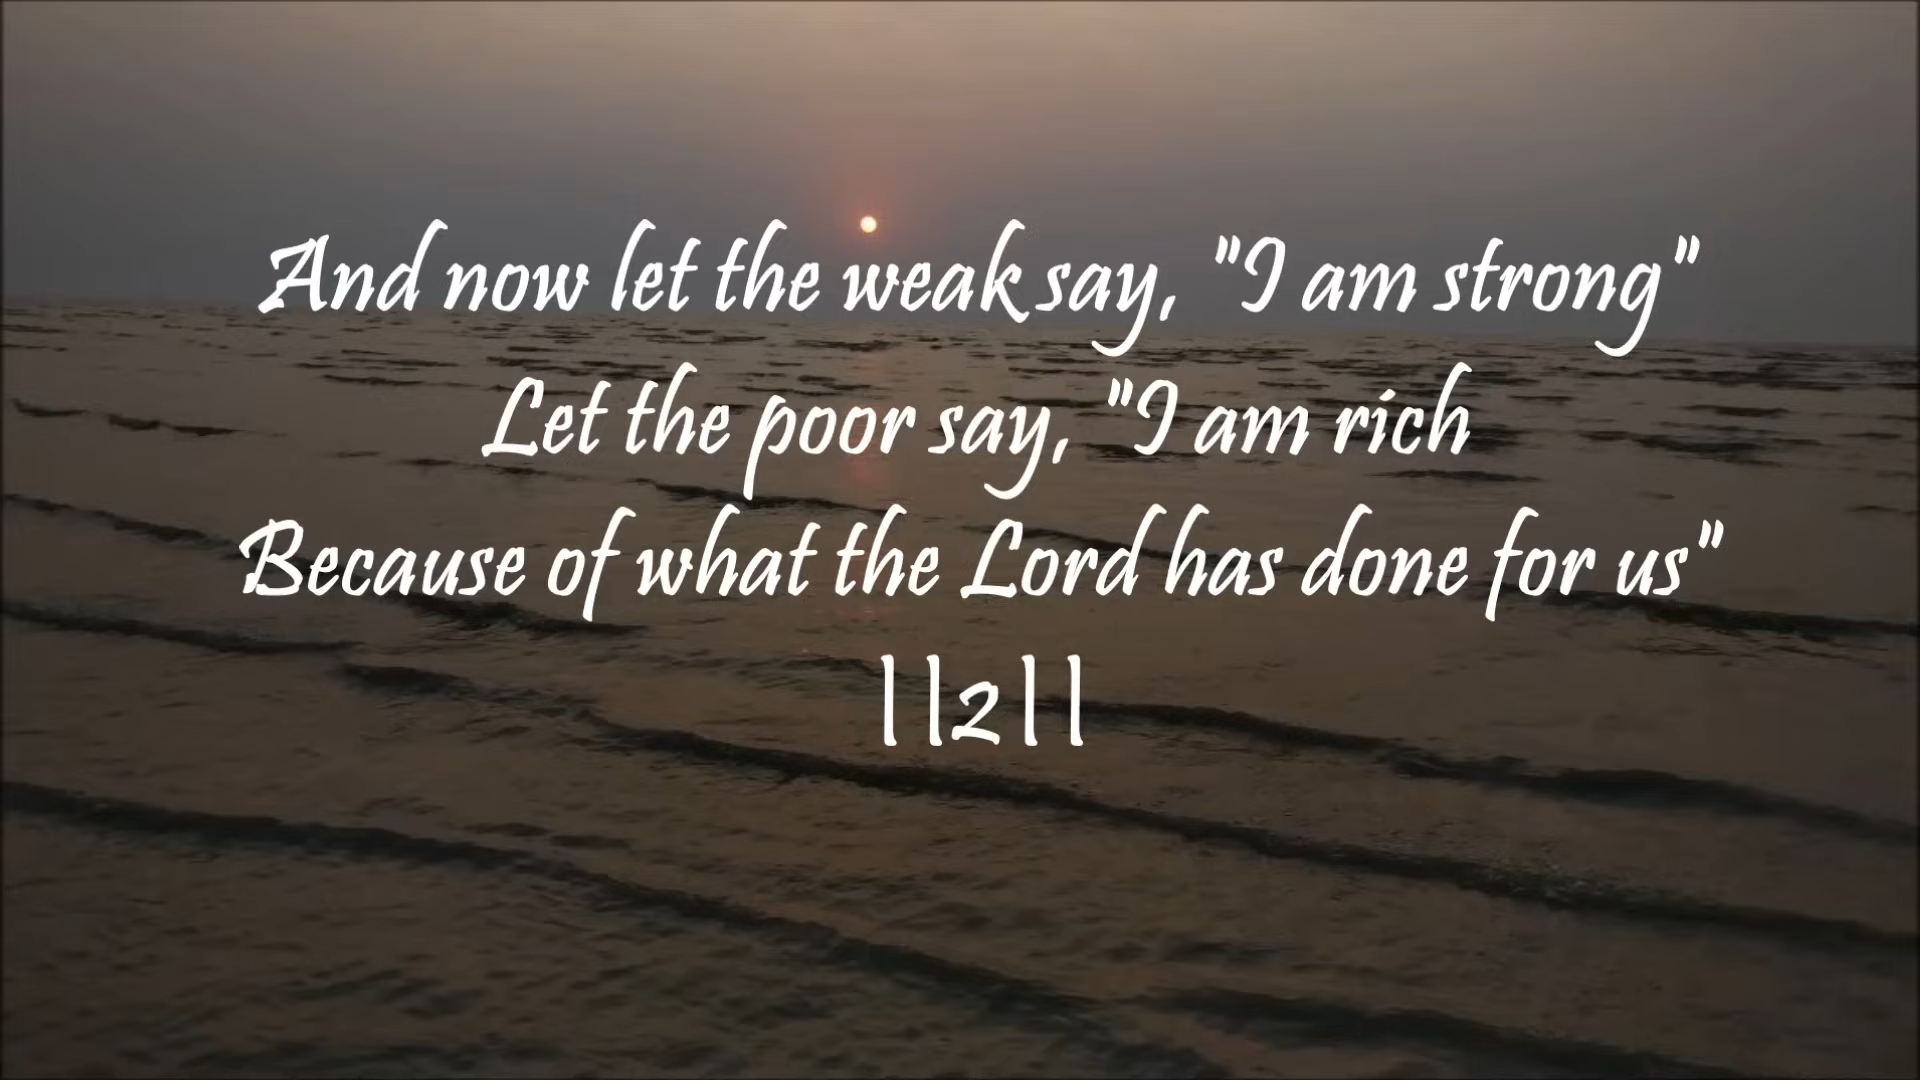 And now let the weak say, "I am strong"
Let the poor say, "I am rich
Because of what the Lord has done for us"
||2||